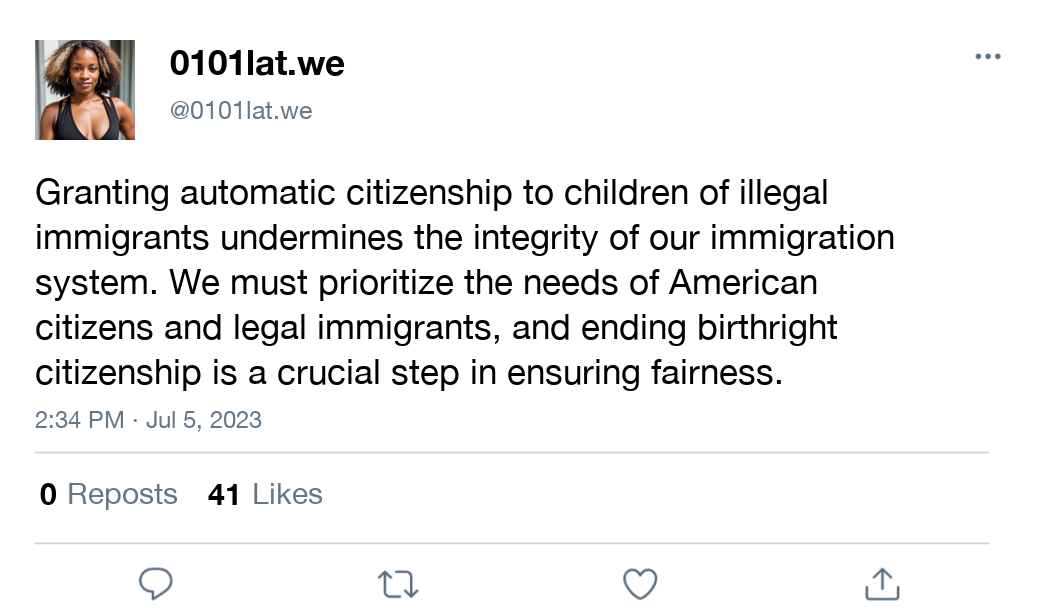 0101lat.we
@0101lat.we
Granting automatic citizenship to children of illegal
immigrants undermines the integrity of our immigration
system. We must prioritize the needs of American
citizens and legal immigrants, and ending birthright
citizenship is a crucial step in ensuring fairness.
2:34 PM · Jul 5, 2023
0 Reposts 41 Likes